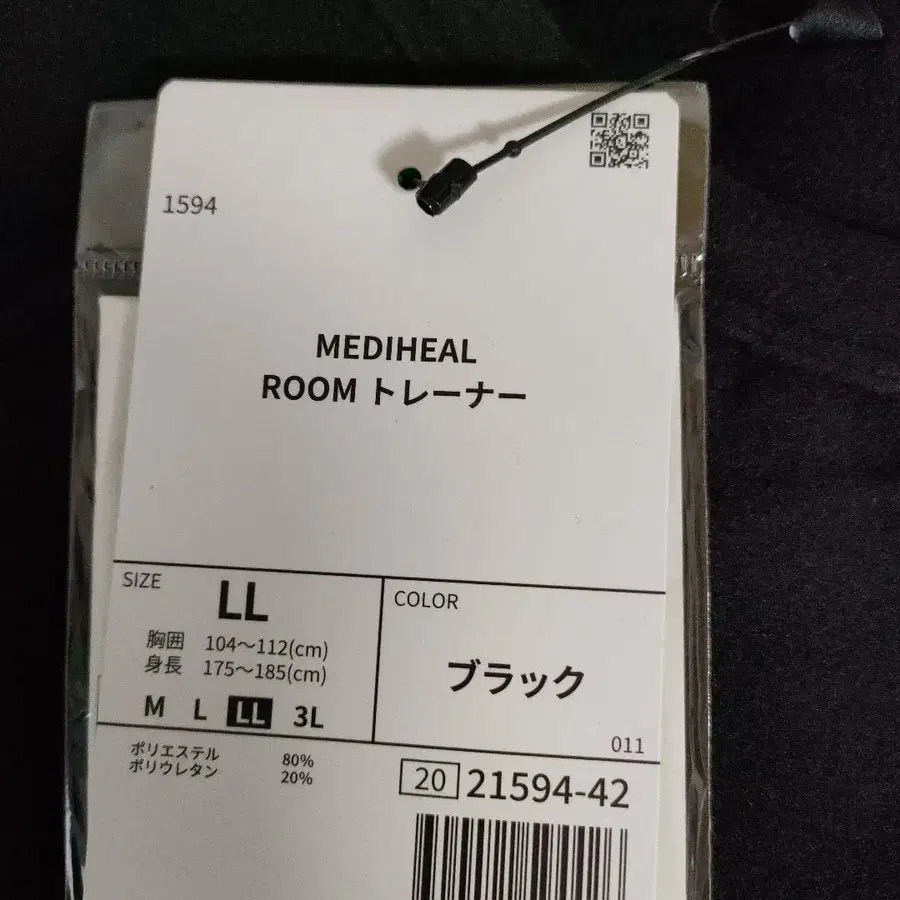 1594
MEDIHEAL
ROOM トレーナー
SIZE
LL
胸囲 104～112(cm)
身長 175～185(cm)
M L LL 3L
COLOR
ブラック
011
ポリエステル 80%
ポリウレタン 20%
20 21594-42